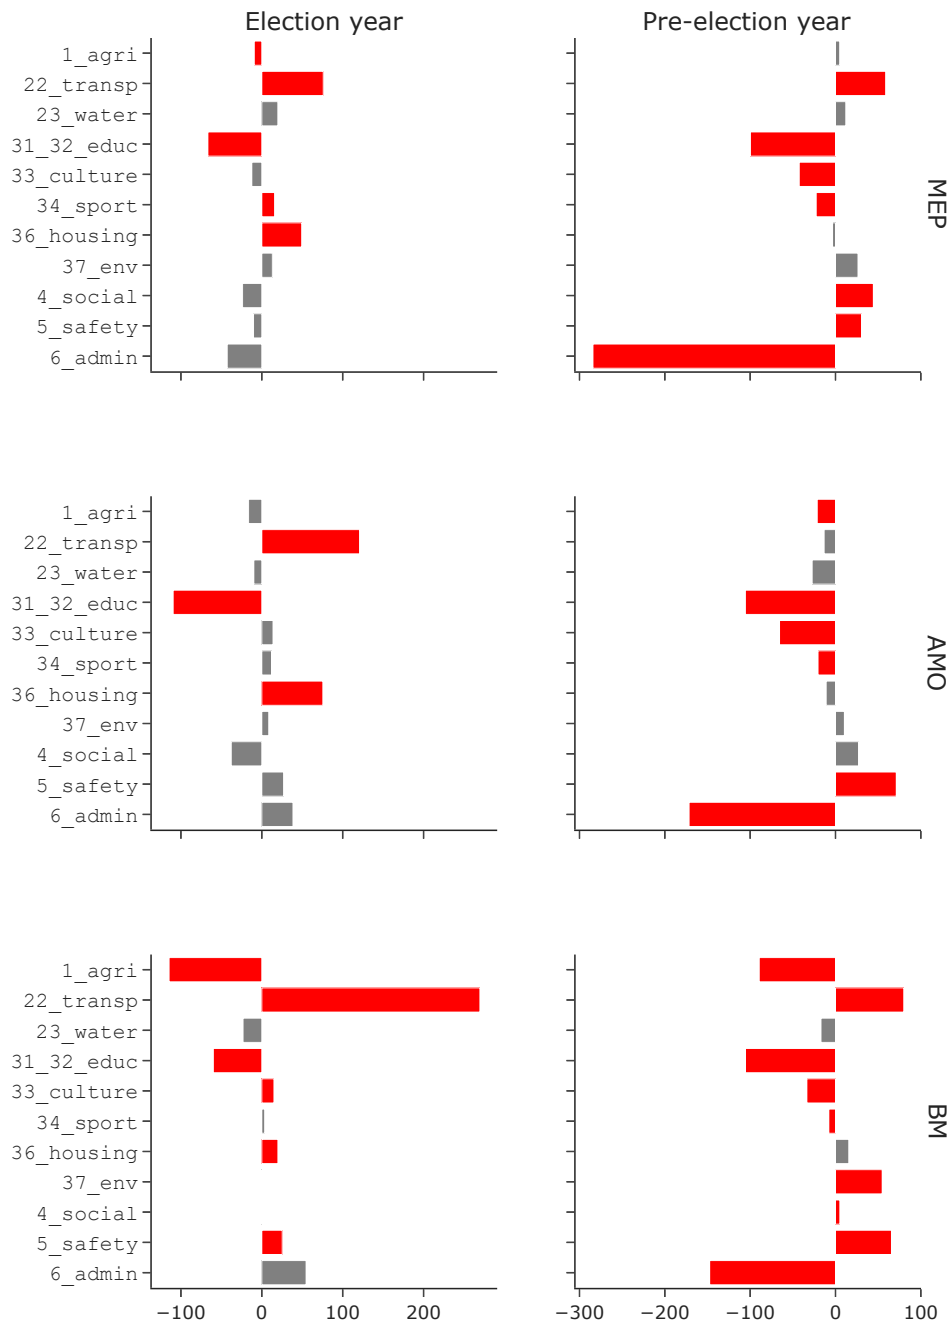 Election year
Pre-election year
1_agri
22_transp
23_water
31_32_educ
33_culture
34_sport
36_housing
37_env
4_social
5_safety
6_admin
MEP
1_agri
22_transp
23_water
31_32_educ
33_culture
34_sport
36_housing
37_env
4_social
5_safety
6_admin
AMO
1_agri
22_transp
23_water
31_32_educ
33_culture
34_sport
36_housing
37_env
4_social
5_safety
6_admin
BM
−100 0 100 200
−300 −200 −100 0 100